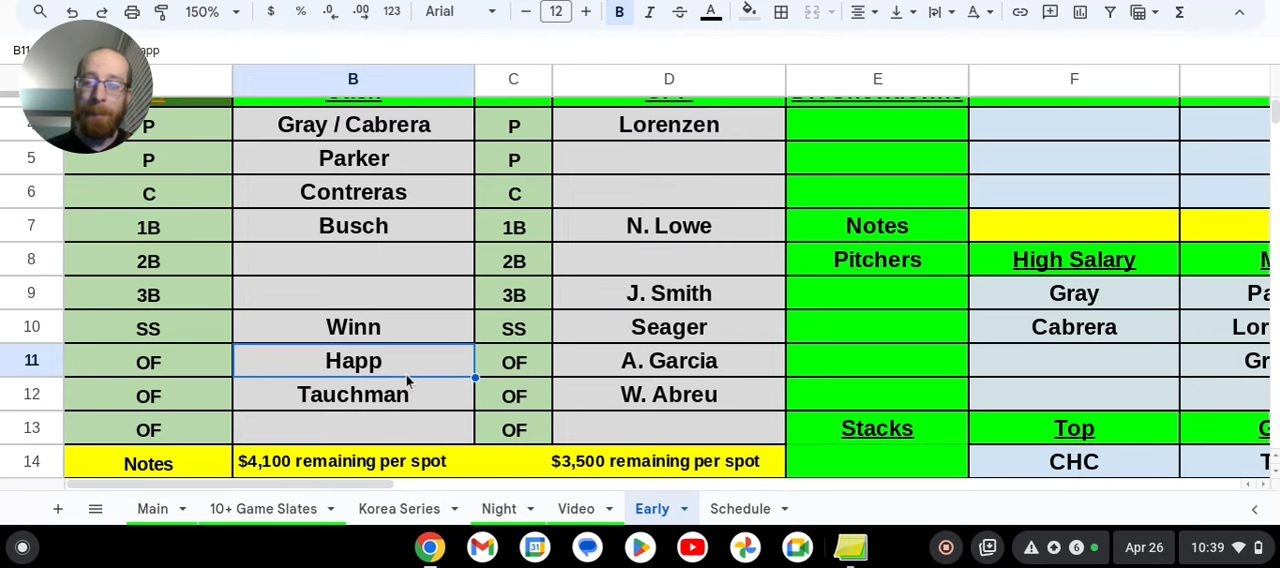 150% $ % .0 .00 123 Arial − 12 + B I S A Σ
B11 app
B C D E F
4 P Gray / Cabrera P Lorenzen
5 P Parker P
6 C Contreras C
7 1B Busch 1B N. Lowe Notes
8 2B 2B Pitchers High Salary
9 3B 3B J. Smith Gray
10 SS Winn SS Seager Cabrera
11 OF Happ OF A. Garcia
12 OF Tauchman OF W. Abreu
13 OF OF Stacks Top
14 Notes $4,100 remaining per spot $3,500 remaining per spot CHC
+ Main 10+ Game Slates Korea Series Night Video Early Schedule
31 6 Apr 26 10:39